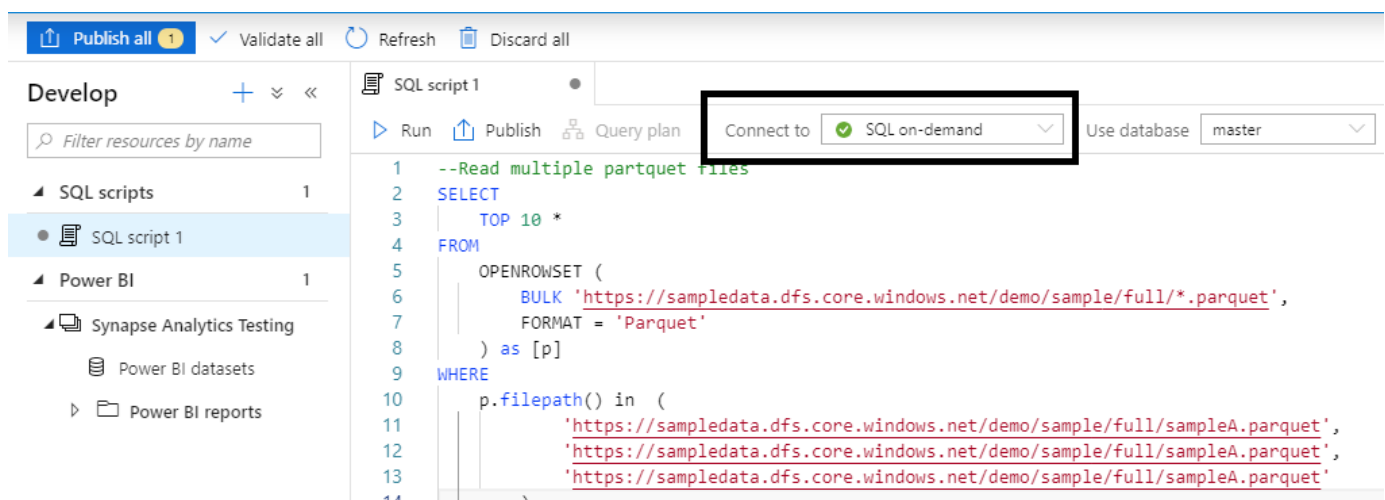 Publish all 1 Validate all Refresh Discard all
Develop
Filter resources by name
SQL scripts 1
SQL script 1
Power BI 1
Synapse Analytics Testing
Power BI datasets
Power BI reports
SQL script 1
Run Publish Query plan Connect to SQL on-demand Use database master
1 --Read multiple partquet files
2 SELECT
3 TOP 10 *
4 FROM
5 OPENROWSET (
6 BULK 'https://sampledata.dfs.core.windows.net/demo/sample/full/*.parquet',
7 FORMAT = 'Parquet'
8 ) as [p]
9 WHERE
10 p.filepath() in (
11 'https://sampledata.dfs.core.windows.net/demo/sample/full/sampleA.parquet',
12 'https://sampledata.dfs.core.windows.net/demo/sample/full/sampleA.parquet',
13 'https://sampledata.dfs.core.windows.net/demo/sample/full/sampleA.parquet'
14 )